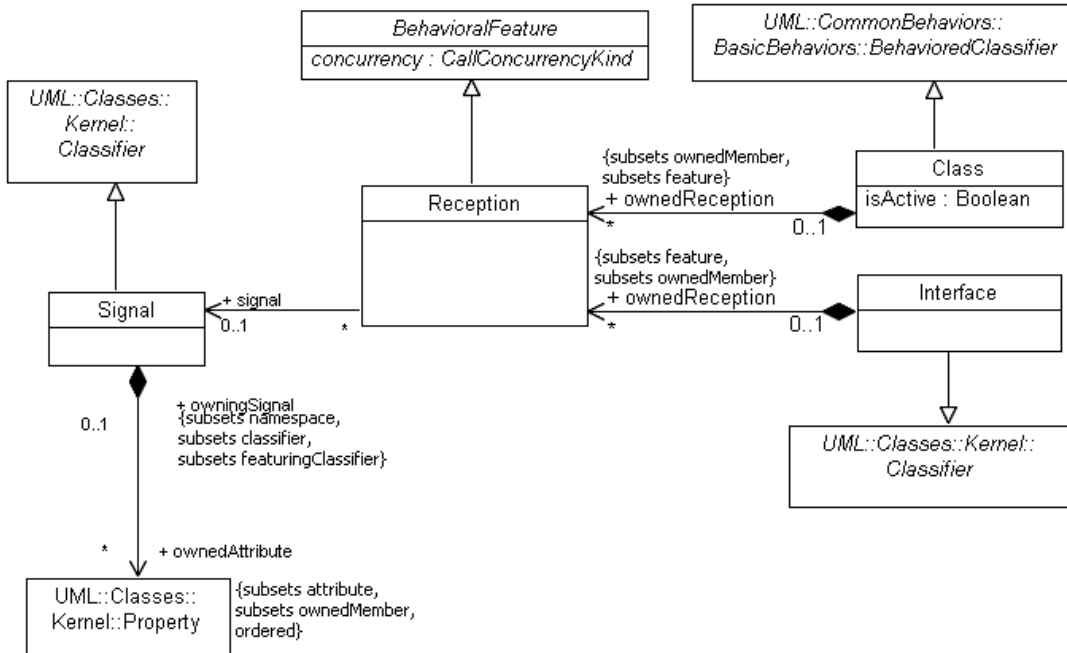 BehavioralFeature
concurrency : CallConcurrencyKind
UML::CommonBehaviors::
BasicBehaviors::BehavioredClassifier
UML::Classes::
Kernel::
Classifier
{subsets ownedMember,
subsets feature}
+ ownedReception
*
0..1
Class
isActive : Boolean
Reception
{subsets feature,
subsets ownedMember}
+ ownedReception
*
0..1
Interface
Signal
+ signal
0..1
*
0..1
+ owningSignal
{subsets namespace,
subsets classifier,
subsets featuringClassifier}
UML::Classes::Kernel::
Classifier
*
+ ownedAttribute
UML::Classes::
Kernel::Property
{subsets attribute,
subsets ownedMember,
ordered}